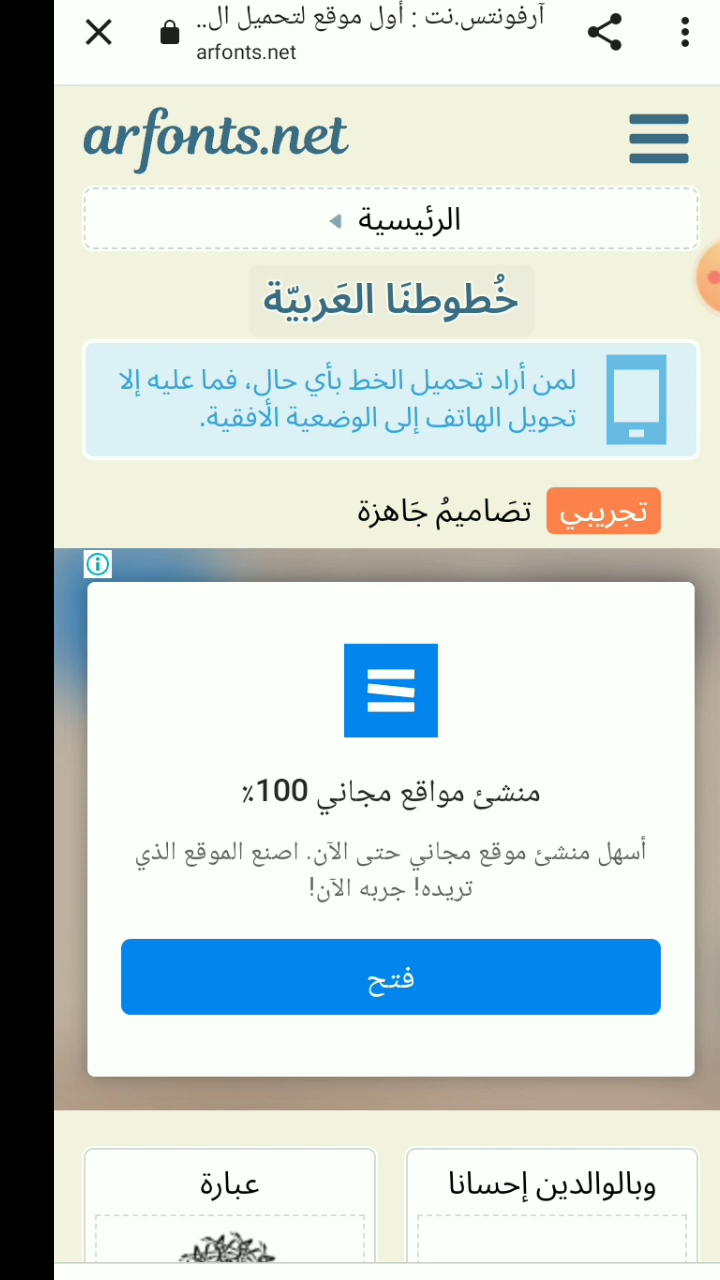 آرفونتس.نت : أول موقع لتحميل ال..
arfonts.net
arfonts.net
الرئيسية
خُطوطنَا العَربيّة
لمن أراد تحميل الخط بأي حال، فما عليه إلا
تحويل الهاتف إلى الوضعية الأفقية.
تجريبي تصَاميمُ جَاهزة
منشئ مواقع مجاني 100٪
أسهل منشئ موقع مجاني حتى الآن. اصنع الموقع الذي
تريده! جربه الآن!
فتح
وبالوالدين إحسانا
عبارة